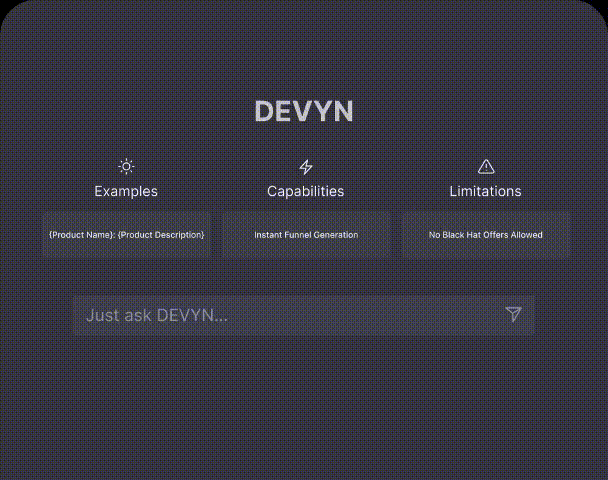 DEVYN
Examples
Capabilities
Limitations
{Product Name}: {Product Description}
Instant Funnel Generation
No Black Hat Offers Allowed
Just ask DEVYN...